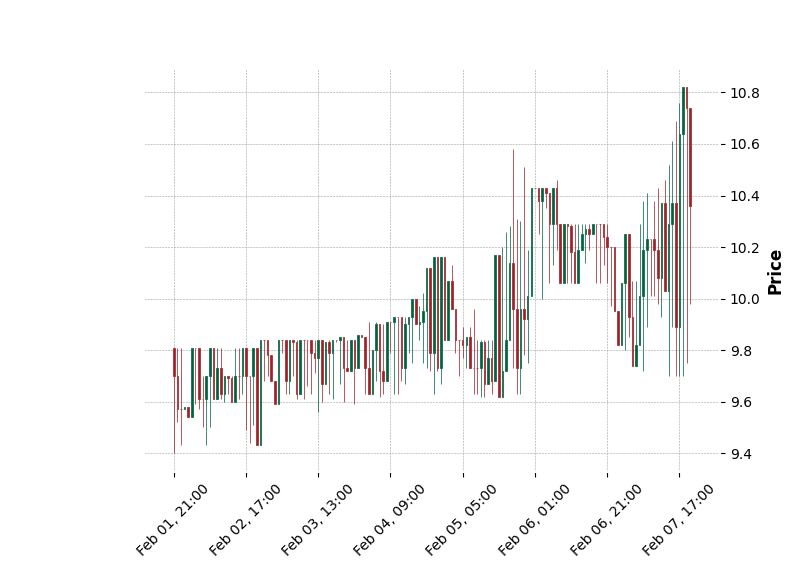 10.8
10.6
10.4
10.2
10.0
9.8
9.6
9.4
Price
Feb 01, 21:00
Feb 02, 17:00
Feb 03, 13:00
Feb 04, 09:00
Feb 05, 05:00
Feb 06, 01:00
Feb 06, 21:00
Feb 07, 17:00